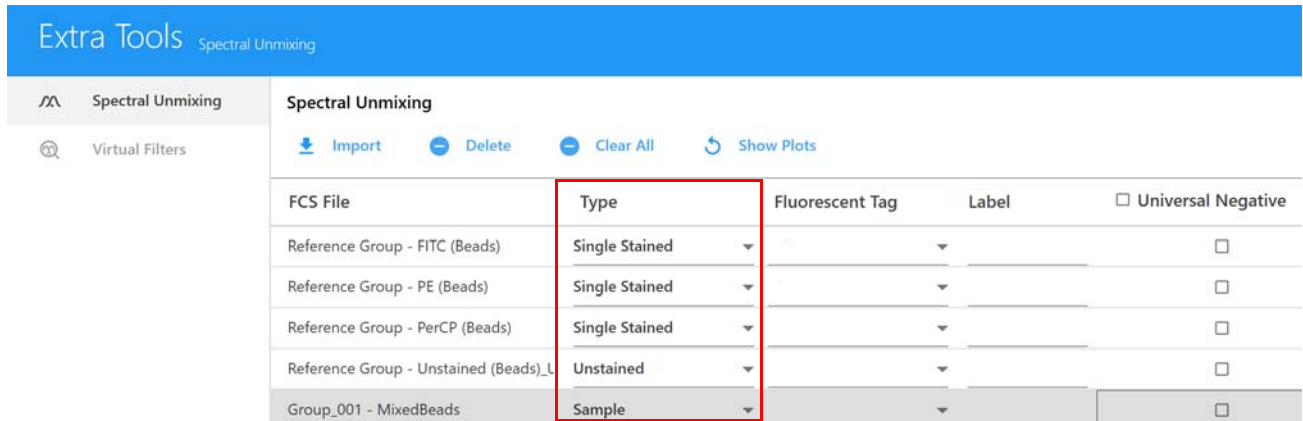 Extra Tools Spectral Unmixing
Spectral Unmixing
Virtual Filters
Spectral Unmixing
Import Delete Clear All Show Plots
FCS File Type Fluorescent Tag Label Universal Negative
Reference Group - FITC (Beads) Single Stained
Reference Group - PE (Beads) Single Stained
Reference Group - PerCP (Beads) Single Stained
Reference Group - Unstained (Beads)_U Unstained
Group_001 - MixedBeads Sample